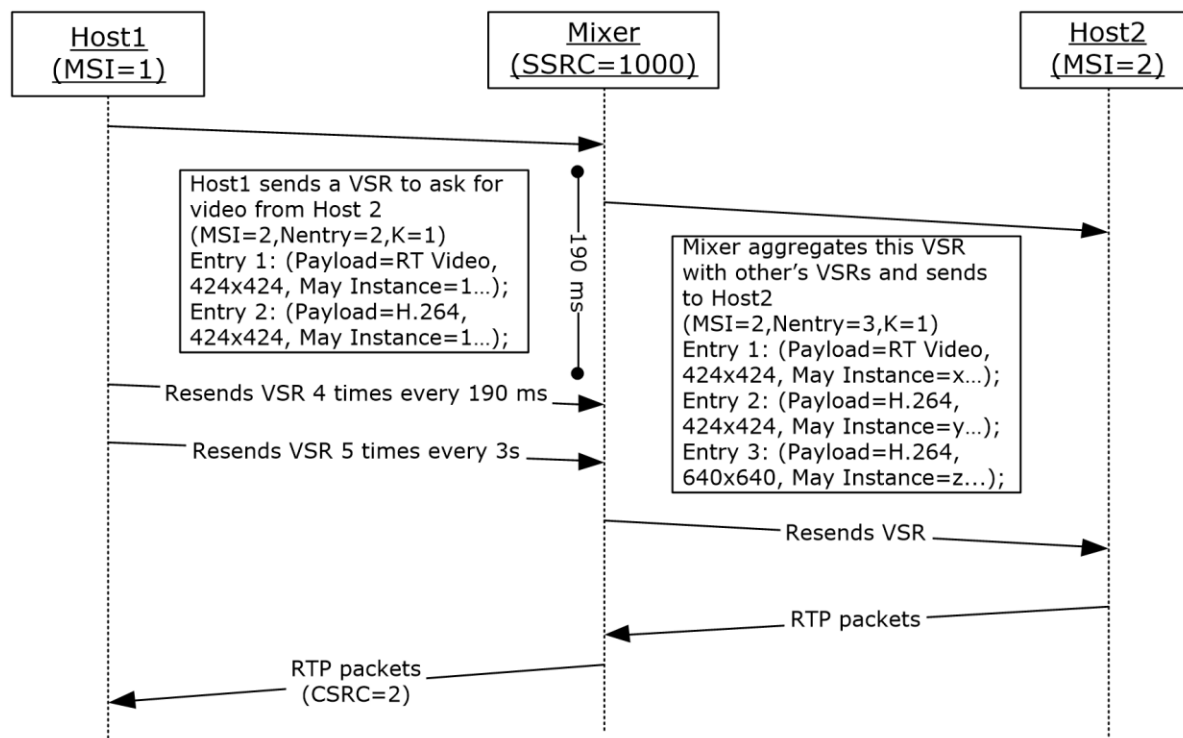 Host1
(MSI=1)
Mixer
(SSRC=1000)
Host2
(MSI=2)
Host1 sends a VSR to ask for
video from Host 2
(MSI=2,Nentry=2,K=1)
Entry 1: (Payload=RT Video,
424x424, May Instance=1...);
Entry 2: (Payload=H.264,
424x424, May Instance=1...);
190 ms
Mixer aggregates this VSR
with other's VSRs and sends
to Host2
(MSI=2,Nentry=3,K=1)
Entry 1: (Payload=RT Video,
424x424, May Instance=x...);
Entry 2: (Payload=H.264,
424x424, May Instance=y...);
Entry 3: (Payload=H.264,
640x640, May Instance=z...);
Resends VSR 4 times every 190 ms
Resends VSR 5 times every 3s
Resends VSR
RTP packets
RTP packets
(CSRC=2)